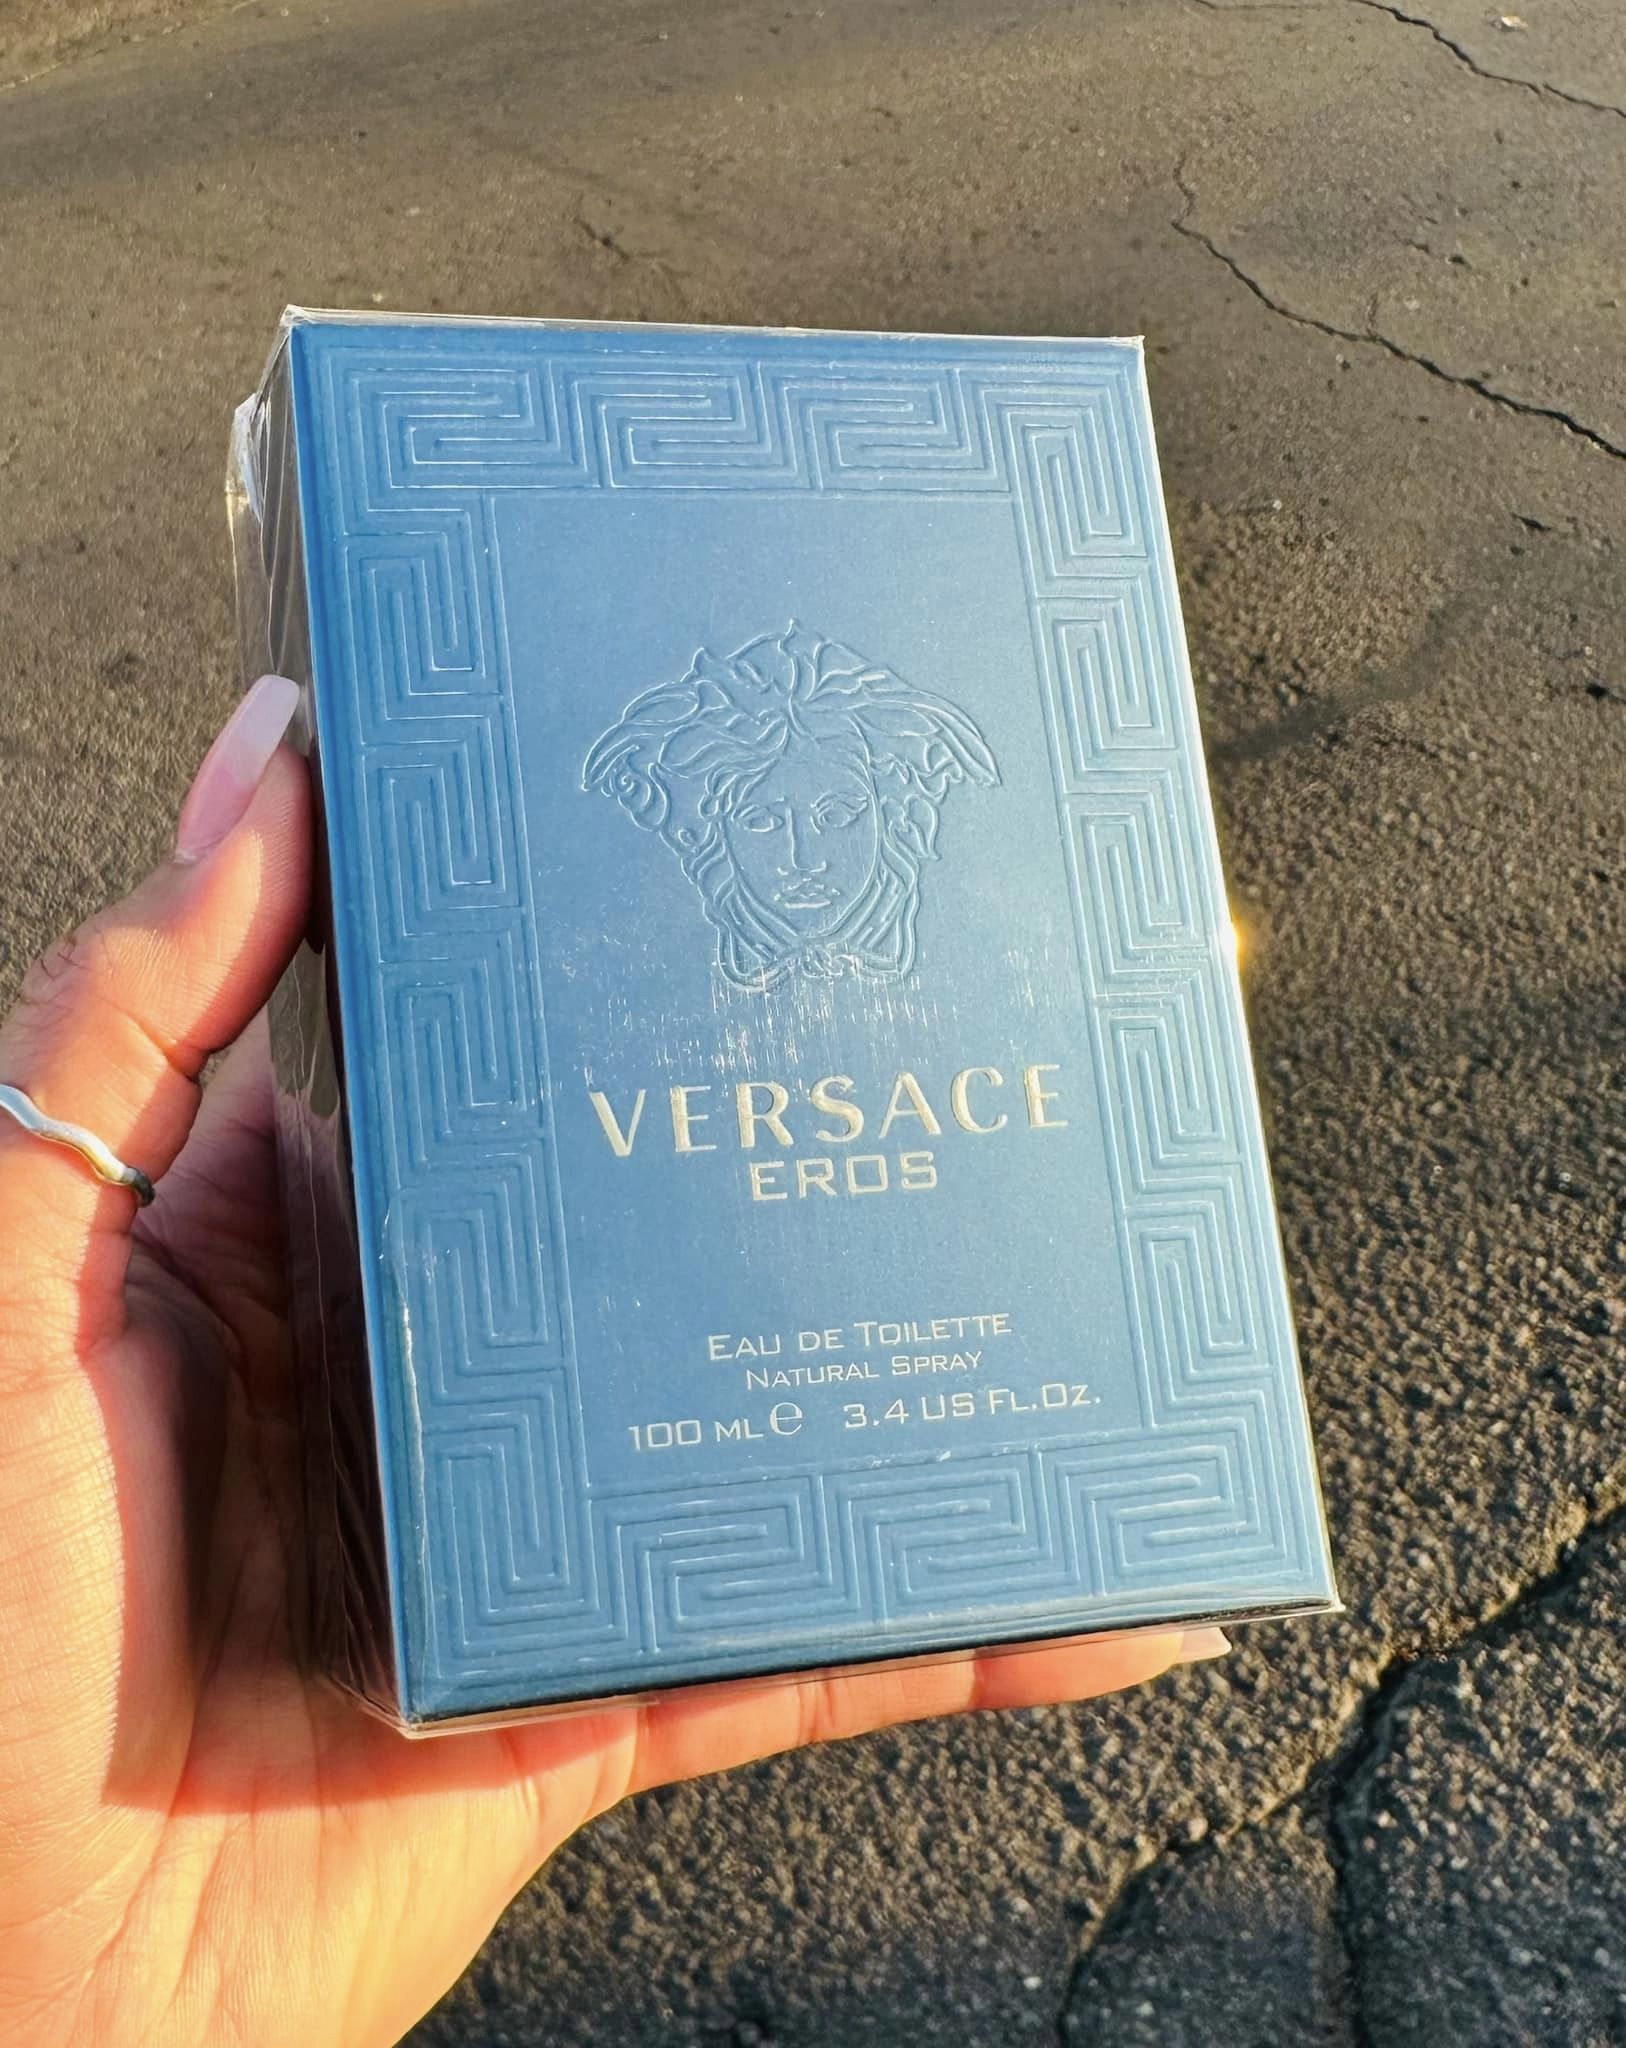 VERSACE
EROS
EAU DE TOILETTE
NATURAL SPRAY
100 ML ℮ 3.4 US FL.OZ.